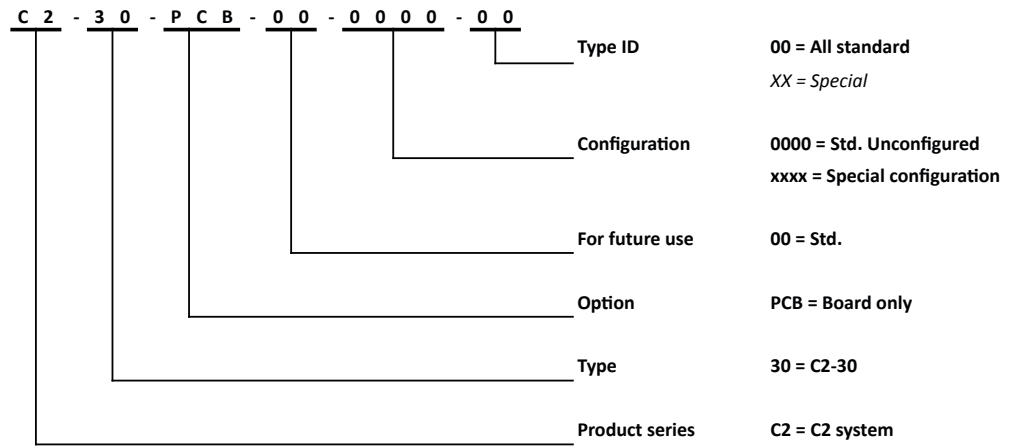 C2-30-PCB-00-0000-00
Type ID 00 = All standard
XX = Special
Configuration 0000 = Std. Unconfigured
xxxx = Special configuration
For future use 00 = Std.
Option PCB = Board only
Type 30 = C2-30
Product series C2 = C2 system